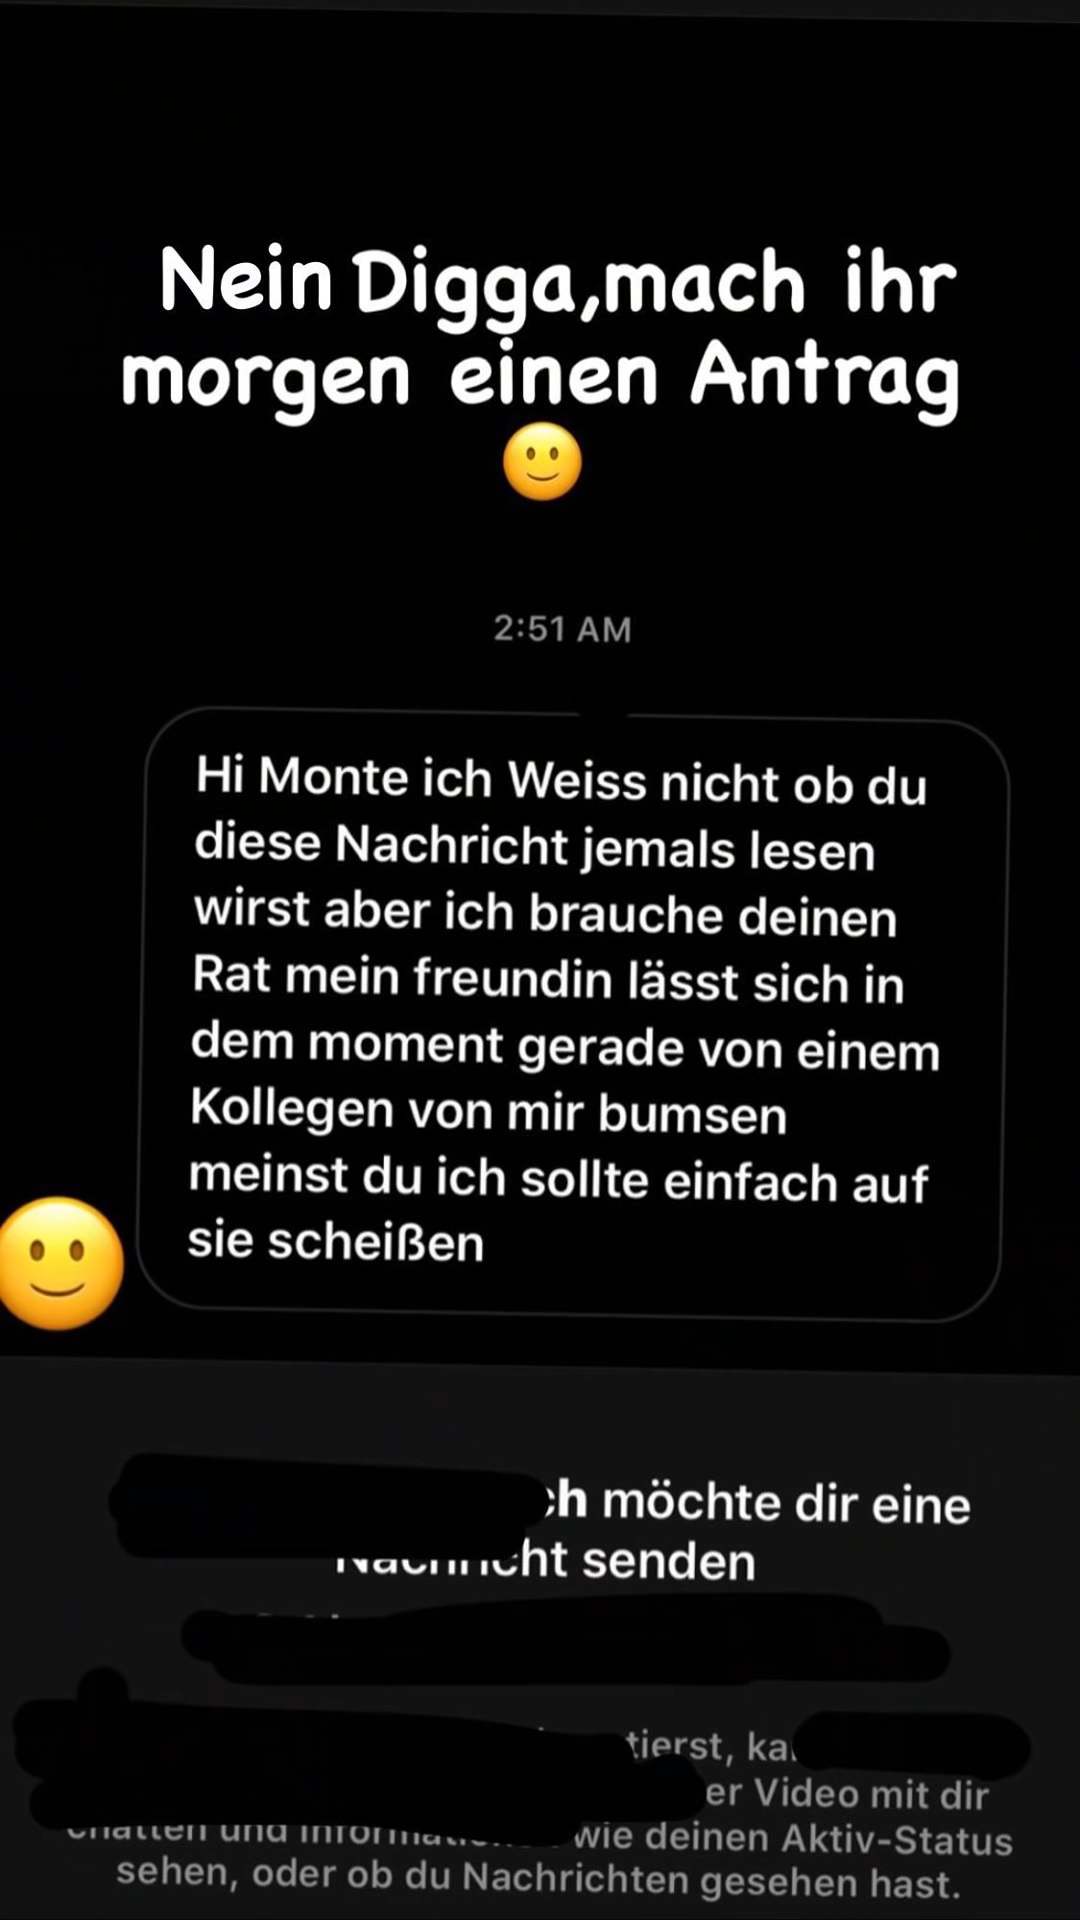 Nein Digga,mach ihr
morgen einen Antrag
2:51 AM
Hi Monte ich Weiss nicht ob du
diese Nachricht jemals lesen
wirst aber ich brauche deinen
Rat mein freundin lässt sich in
dem moment gerade von einem
Kollegen von mir bumsen
meinst du ich sollte einfach auf
sie scheißen
möchte dir eine
Nachricht senden
Video mit dir
chatten und wie deinen Aktiv-Status
sehen, oder ob du Nachrichten gesehen hast.